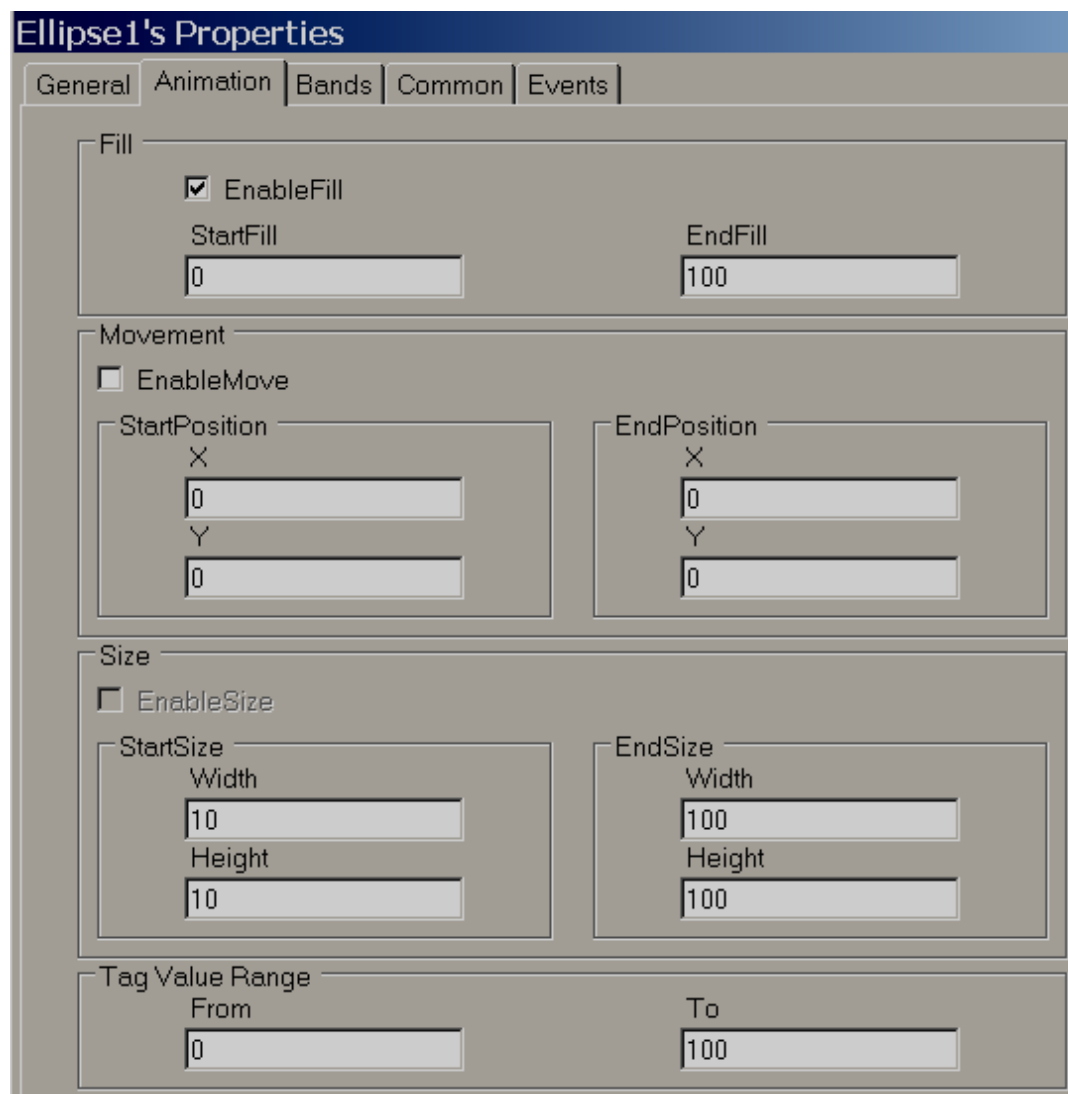 Ellipse1's Properties
General Animation Bands Common Events
Fill
EnableFill
StartFill EndFill
0 100
Movement
EnableMove
StartPosition EndPosition
X X
0 0
Y Y
0 0
Size
EnableSize
StartSize EndSize
Width Width
10 100
Height Height
10 100
Tag Value Range
From To
0 100